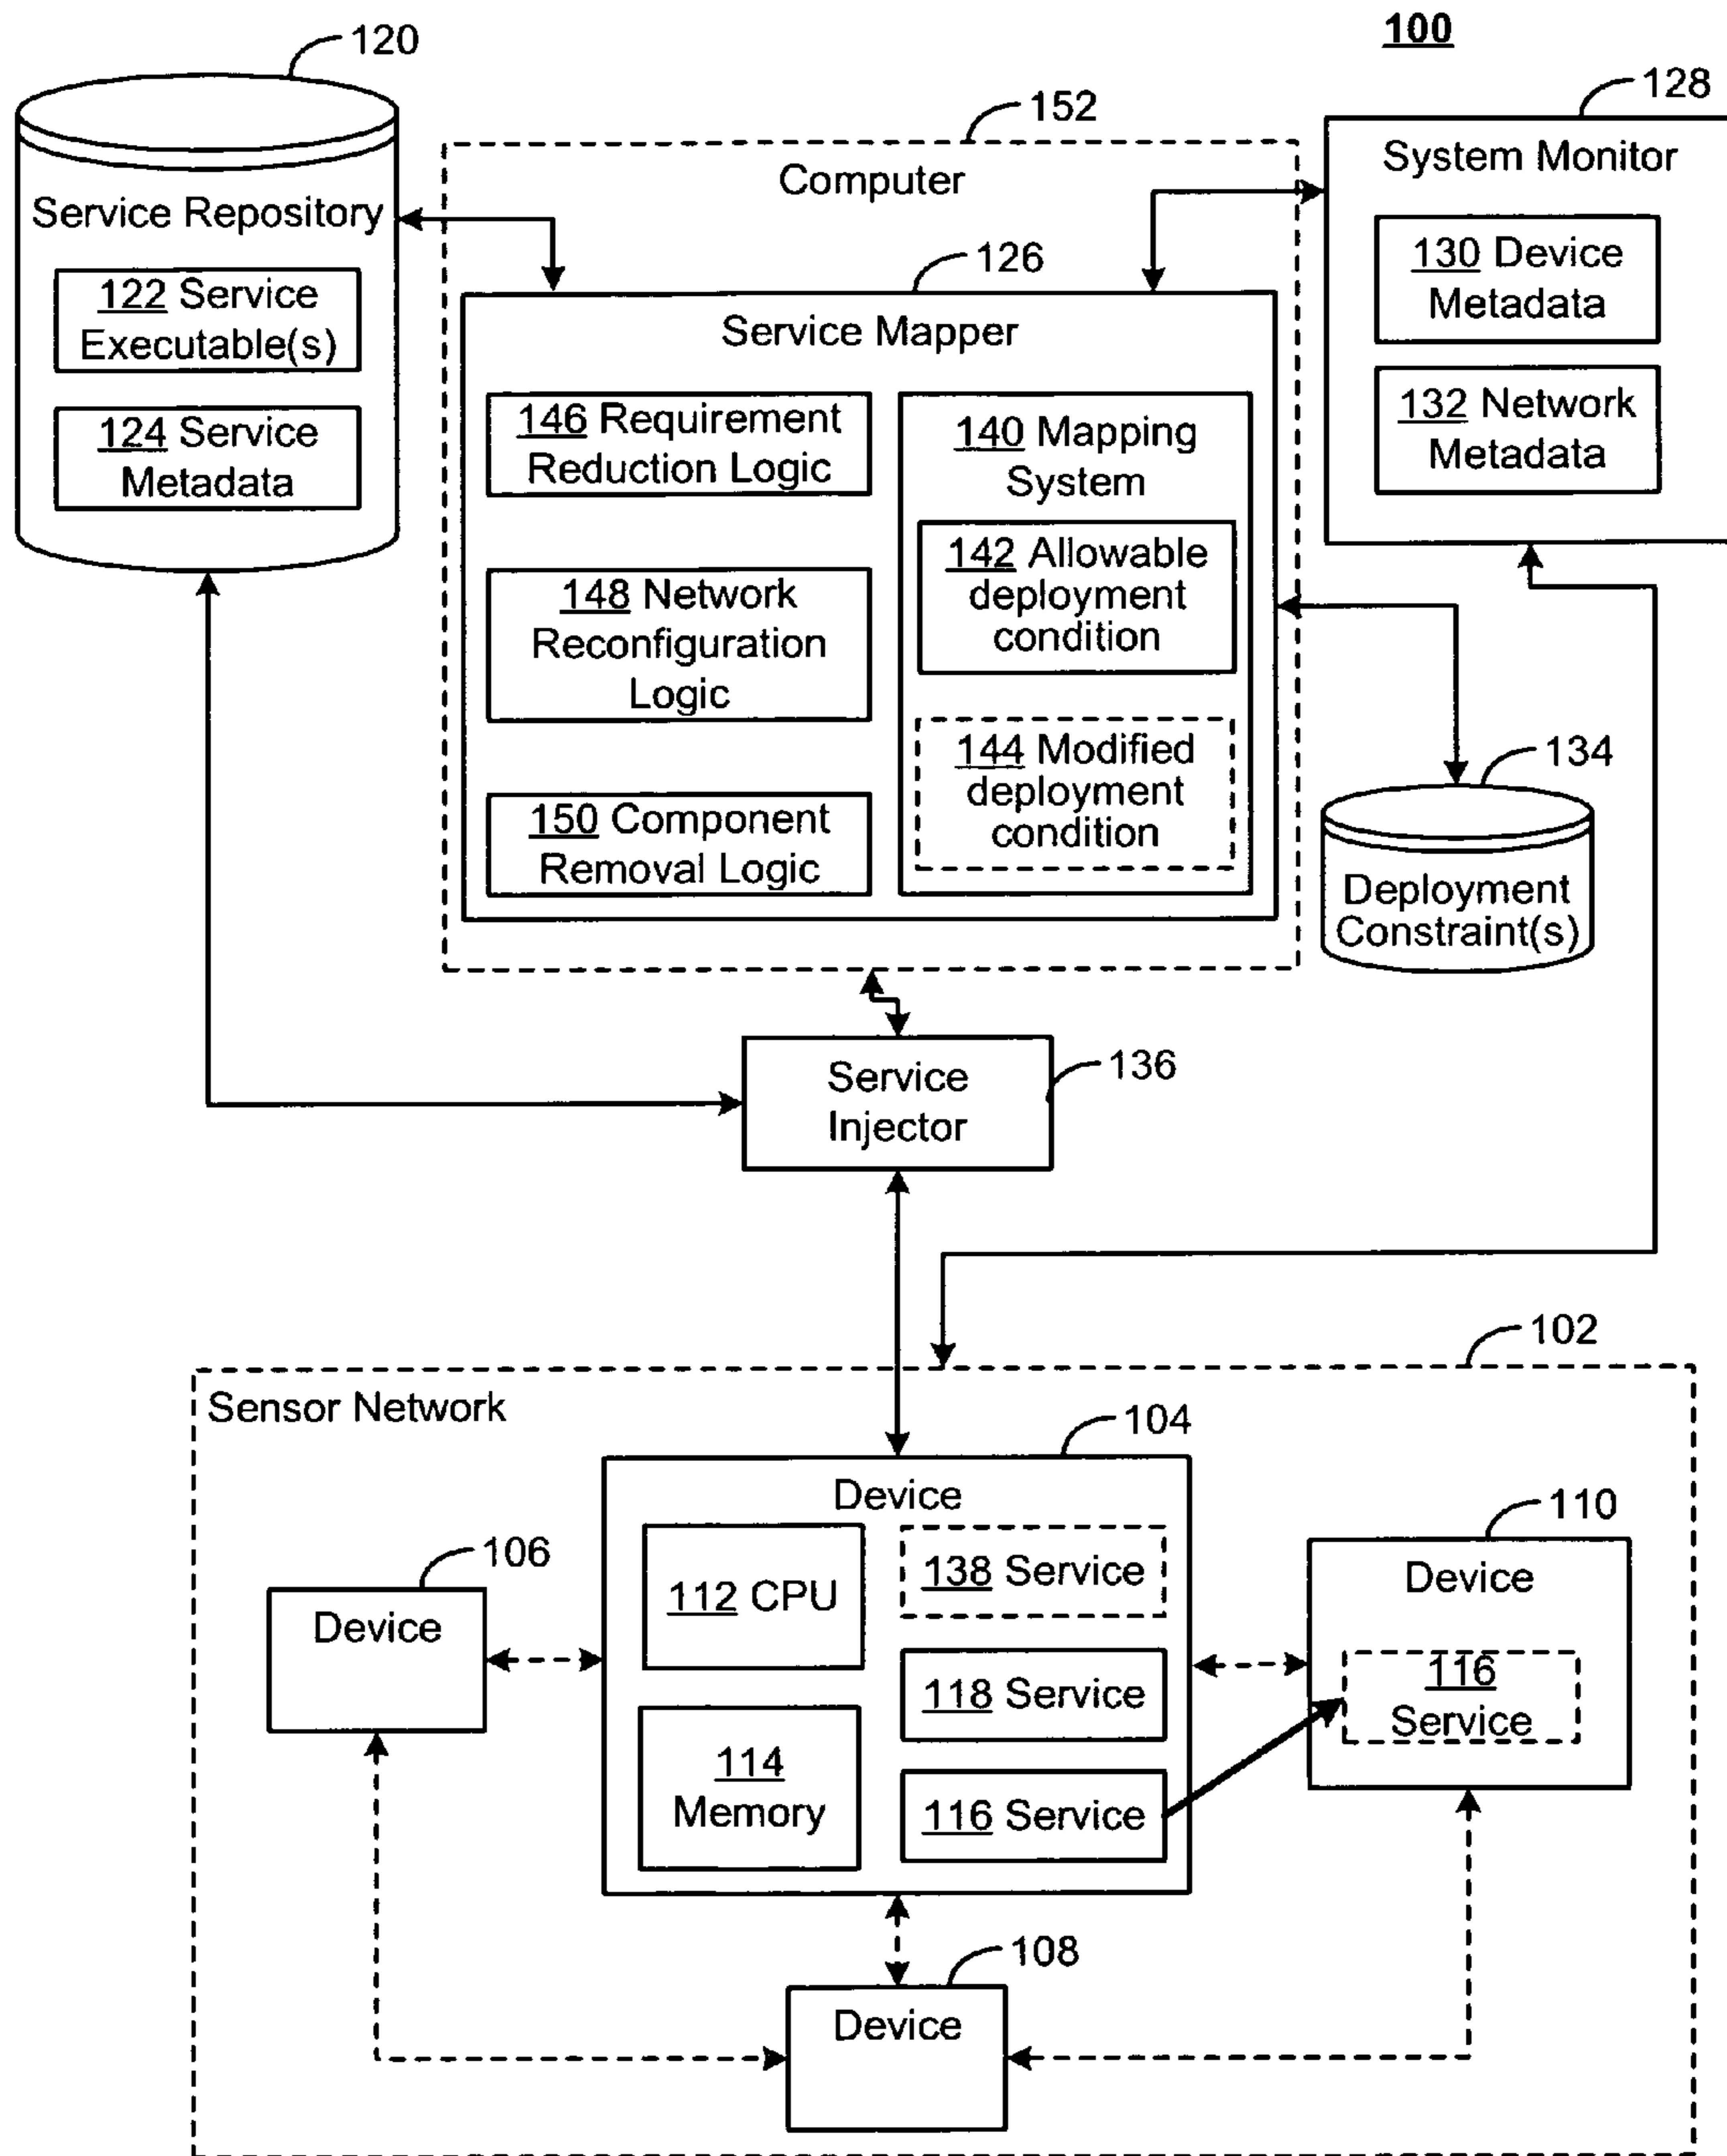 100
120
Service Repository
122 Service
Executable(s)
124 Service
Metadata
152
Computer
126
Service Mapper
146 Requirement
Reduction Logic
148 Network
Reconfiguration
Logic
150 Component
Removal Logic
140 Mapping
System
142 Allowable
deployment
condition
144 Modified
deployment
condition
128
System Monitor
130 Device
Metadata
132 Network
Metadata
134
Deployment
Constraint(s)
Service
Injector
136
102
Sensor Network
104
Device
112 CPU
114
Memory
138 Service
118 Service
116 Service
106
Device
110
Device
116
Service
108
Device